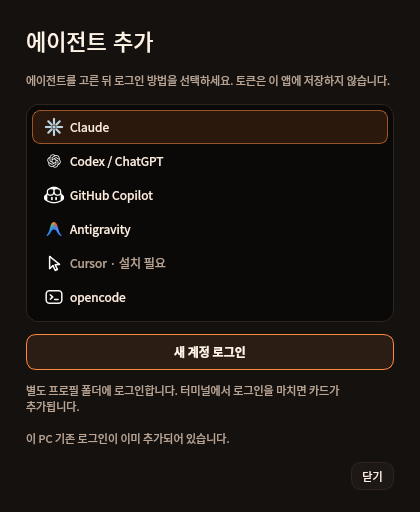 에이전트 추가
에이전트를 고른 뒤 로그인 방법을 선택하세요. 토큰은 이 앱에 저장하지 않습니다.
Claude
Codex / ChatGPT
GitHub Copilot
Antigravity
Cursor · 설치 필요
opencode
새 계정 로그인
별도 프로필 폴더에 로그인합니다. 터미널에서 로그인을 마치면 카드가
추가됩니다.
이 PC 기존 로그인이 이미 추가되어 있습니다.
닫기